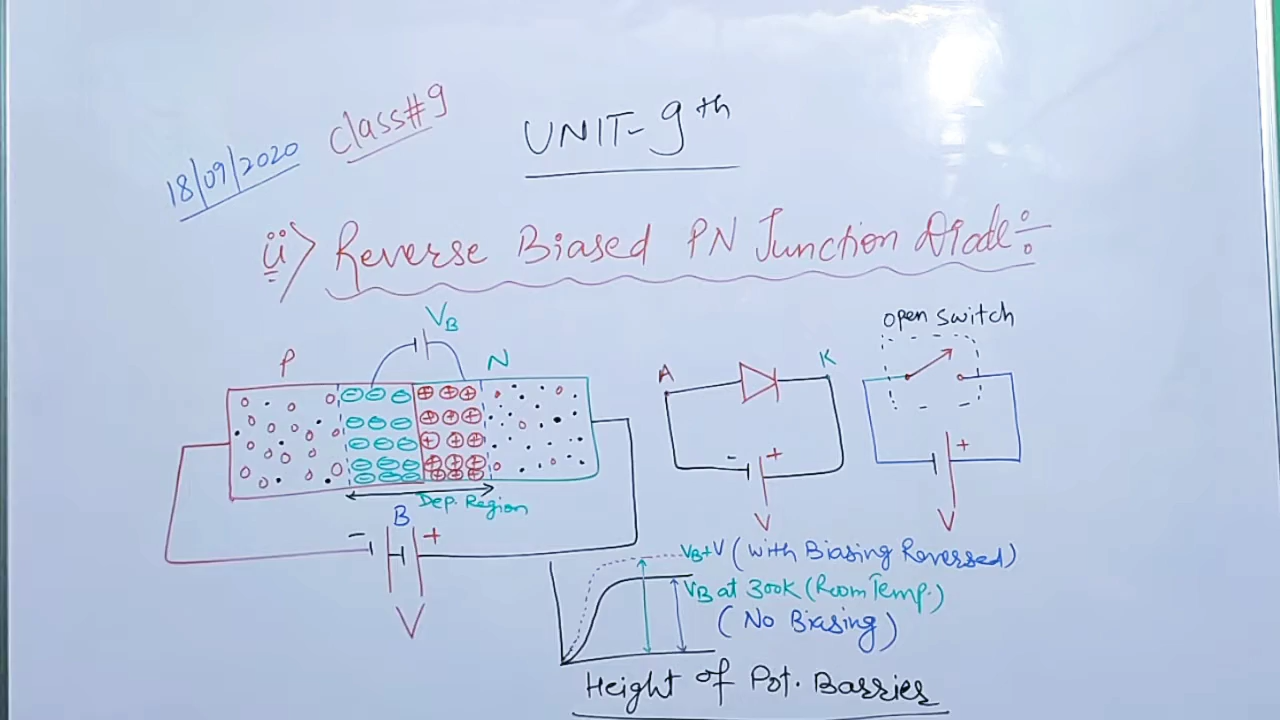 18/09/2020 Class#9
UNIT-9th
ii> Reverse Biased PN Junction Diode÷
VB
P N
Dep. Region
B
- +
V
A K
- +
V
open switch
+
V
VB+V (with Biasing Reversed)
VB at 300K (Room Temp.)
(No Biasing)
Height of Pot. Barrier